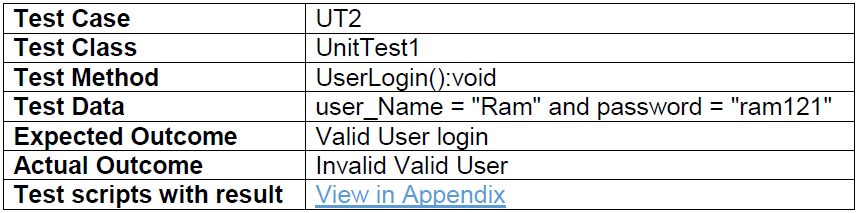 Test Case UT2
Test Class UnitTest1
Test Method UserLogin():void
Test Data user_Name = "Ram" and password = "ram121"
Expected Outcome Valid User login
Actual Outcome Invalid Valid User
Test scripts with result View in Appendix